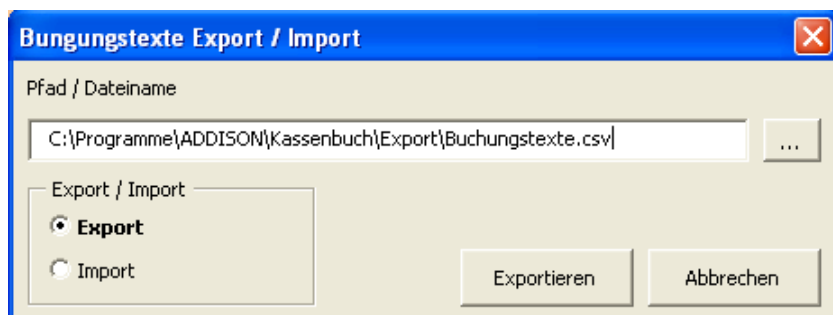 Bungungstexte Export / Import
Pfad / Dateiname
C:\Programme\ADDISON\Kassenbuch\Export\Buchungstexte.csv
...
Export / Import
Export
Import
Exportieren
Abbrechen